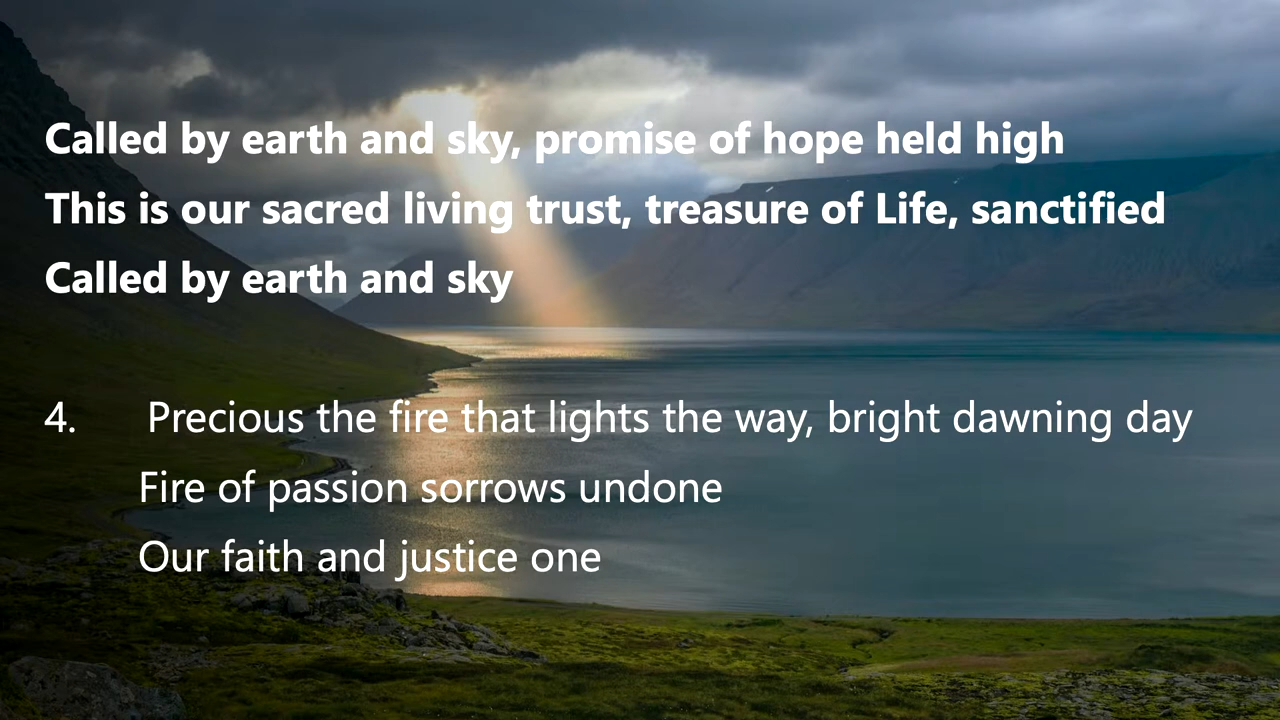 Called by earth and sky, promise of hope held high
This is our sacred living trust, treasure of Life, sanctified
Called by earth and sky
4. Precious the fire that lights the way, bright dawning day
Fire of passion sorrows undone
Our faith and justice one